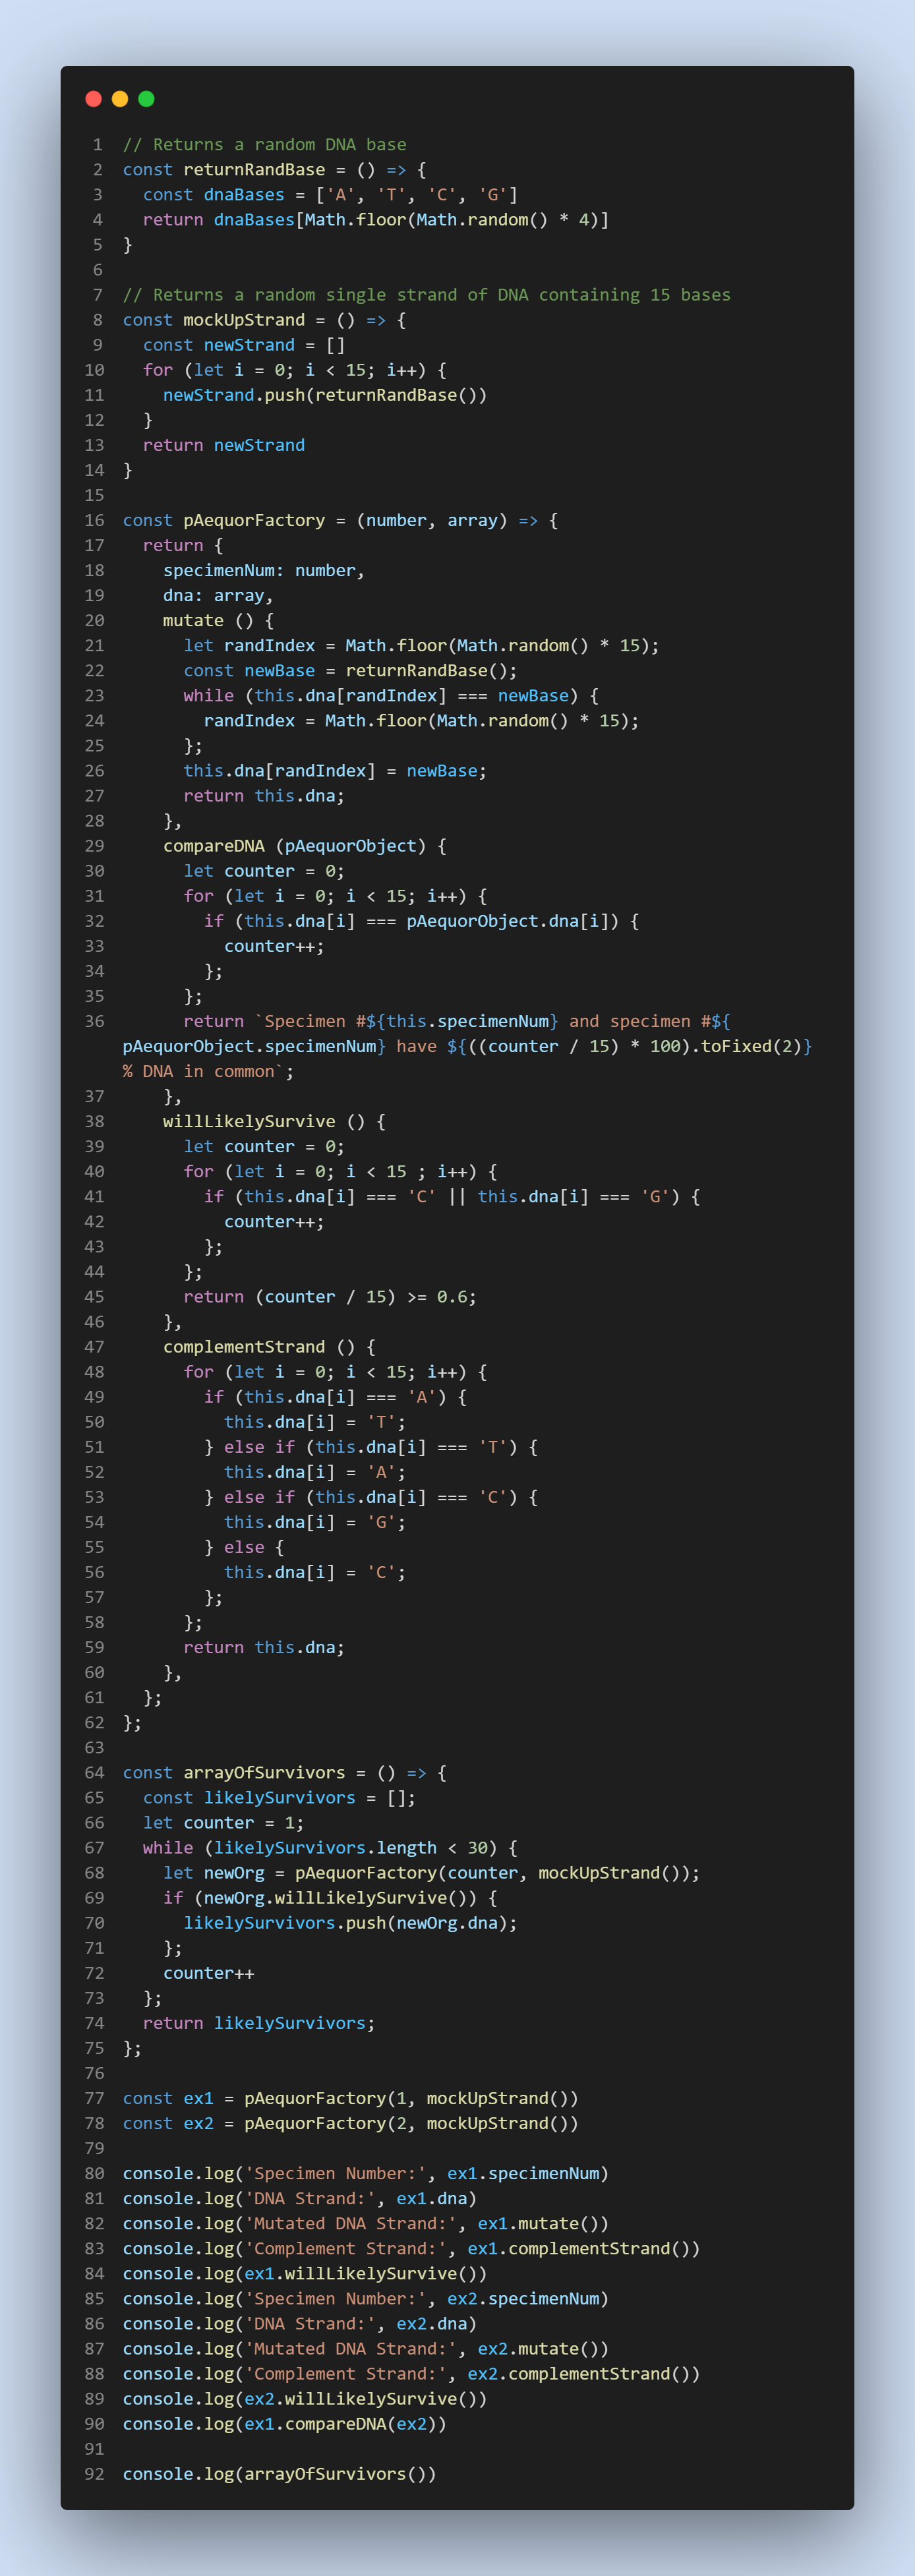 1 // Returns a random DNA base
2 const returnRandBase = () => {
3   const dnaBases = ['A', 'T', 'C', 'G']
4   return dnaBases[Math.floor(Math.random() * 4)]
5 }
6
7 // Returns a random single strand of DNA containing 15 bases
8 const mockUpStrand = () => {
9   const newStrand = []
10   for (let i = 0; i < 15; i++) {
11     newStrand.push(returnRandBase())
12   }
13   return newStrand
14 }
15
16 const pAequorFactory = (number, array) => {
17   return {
18     specimenNum: number,
19     dna: array,
20     mutate () {
21       let randIndex = Math.floor(Math.random() * 15);
22       const newBase = returnRandBase();
23       while (this.dna[randIndex] === newBase) {
24         randIndex = Math.floor(Math.random() * 15);
25       };
26       this.dna[randIndex] = newBase;
27       return this.dna;
28     },
29     compareDNA (pAequorObject) {
30       let counter = 0;
31       for (let i = 0; i < 15; i++) {
32         if (this.dna[i] === pAequorObject.dna[i]) {
33           counter++;
34         };
35       };
36       return `Specimen #${this.specimenNum} and specimen #${
pAequorObject.specimenNum} have ${((counter / 15) * 100).toFixed(2)}
% DNA in common`;
37     },
38     willLikelySurvive () {
39       let counter = 0;
40       for (let i = 0; i < 15 ; i++) {
41         if (this.dna[i] === 'C' || this.dna[i] === 'G') {
42           counter++;
43         };
44       };
45       return (counter / 15) >= 0.6;
46     },
47     complementStrand () {
48       for (let i = 0; i < 15; i++) {
49         if (this.dna[i] === 'A') {
50           this.dna[i] = 'T';
51         } else if (this.dna[i] === 'T') {
52           this.dna[i] = 'A';
53         } else if (this.dna[i] === 'C') {
54           this.dna[i] = 'G';
55         } else {
56           this.dna[i] = 'C';
57         };
58       };
59       return this.dna;
60     },
61   };
62 };
63
64 const arrayOfSurvivors = () => {
65   const likelySurvivors = [];
66   let counter = 1;
67   while (likelySurvivors.length < 30) {
68     let newOrg = pAequorFactory(counter, mockUpStrand());
69     if (newOrg.willLikelySurvive()) {
70       likelySurvivors.push(newOrg.dna);
71     };
72     counter++
73   };
74   return likelySurvivors;
75 };
76
77 const ex1 = pAequorFactory(1, mockUpStrand())
78 const ex2 = pAequorFactory(2, mockUpStrand())
79
80 console.log('Specimen Number:', ex1.specimenNum)
81 console.log('DNA Strand:', ex1.dna)
82 console.log('Mutated DNA Strand:', ex1.mutate())
83 console.log('Complement Strand:', ex1.complementStrand())
84 console.log(ex1.willLikelySurvive())
85 console.log('Specimen Number:', ex2.specimenNum)
86 console.log('DNA Strand:', ex2.dna)
87 console.log('Mutated DNA Strand:', ex2.mutate())
88 console.log('Complement Strand:', ex2.complementStrand())
89 console.log(ex2.willLikelySurvive())
90 console.log(ex1.compareDNA(ex2))
91
92 console.log(arrayOfSurvivors())